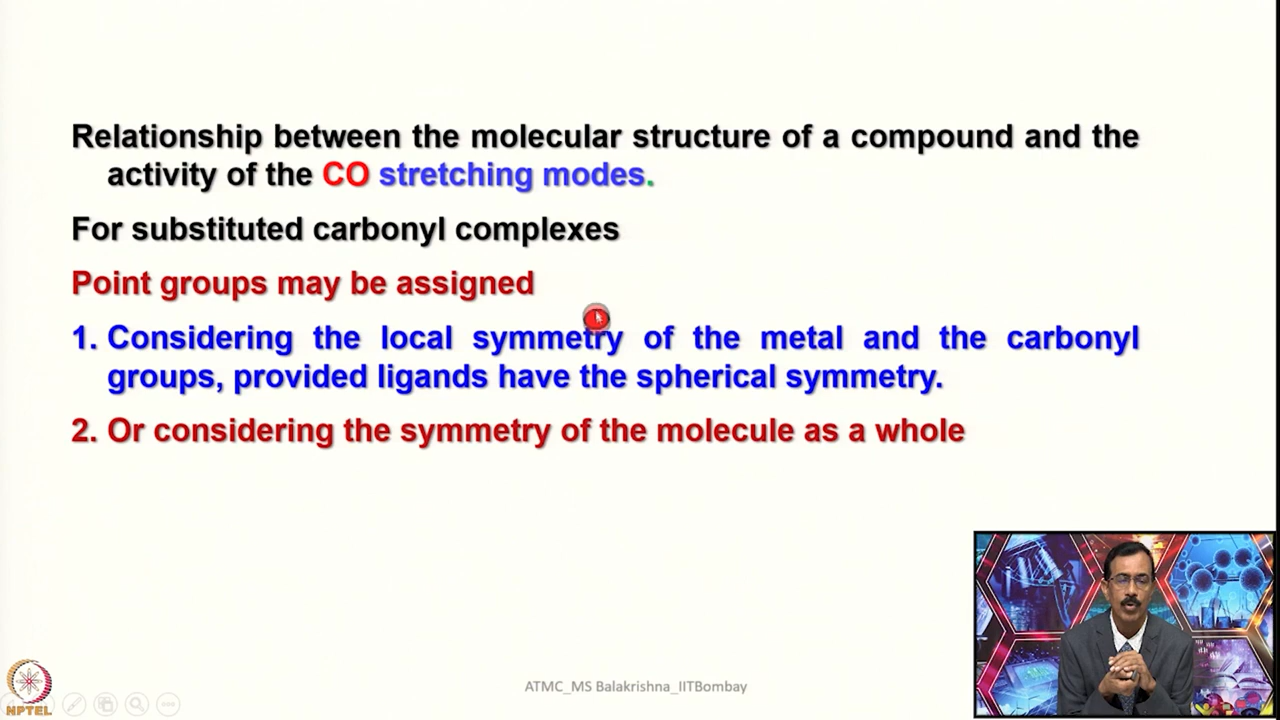 Relationship between the molecular structure of a compound and the
activity of the CO stretching modes.
For substituted carbonyl complexes
Point groups may be assigned
1. Considering the local symmetry of the metal and the carbonyl
groups, provided ligands have the spherical symmetry.
2. Or considering the symmetry of the molecule as a whole
ATMC_MS Balakrishna_IITBombay
NPTEL